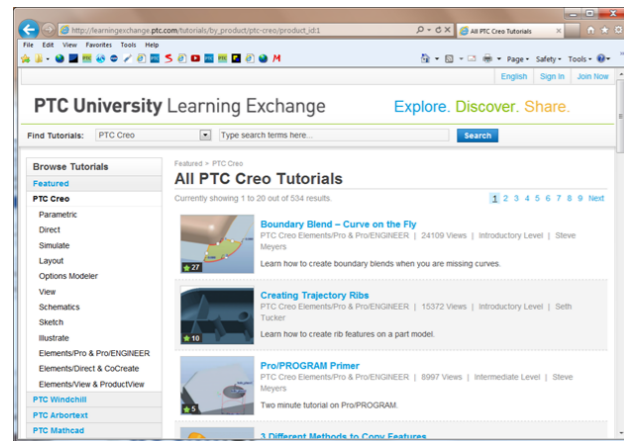 http://learningexchange.ptc.com/tutorials/by_product/ptc-creo/product_id:1
All PTC Creo Tutorials
File Edit View Favorites Tools Help
Page Safety Tools
English Sign In Join Now
PTC University Learning Exchange
Explore. Discover. Share.
Find Tutorials: PTC Creo Type search terms here... Search
Browse Tutorials
Featured
PTC Creo
Parametric
Direct
Simulate
Layout
Options Modeler
View
Schematics
Sketch
Illustrate
Elements/Pro & Pro/ENGINEER
Elements/Direct & CoCreate
Elements/View & ProductView
PTC Windchill
PTC Arbortext
PTC Mathcad
Featured > PTC Creo
All PTC Creo Tutorials
Currently showing 1 to 20 out of 534 results.
1 2 3 4 5 6 7 8 9 Next
27
Boundary Blend – Curve on the Fly
PTC Creo Elements/Pro & Pro/ENGINEER | 24109 Views | Introductory Level | Steve
Meyers
Learn how to create boundary blends when you are missing curves.
10
Creating Trajectory Ribs
PTC Creo Elements/Pro & Pro/ENGINEER | 15372 Views | Introductory Level | Seth
Tucker
Learn how to create rib features on a part model.
5
Pro/PROGRAM Primer
PTC Creo Elements/Pro & Pro/ENGINEER | 8997 Views | Intermediate Level | Steve
Meyers
Two minute tutorial on Pro/PROGRAM.
3 Different Methods to Copy Features